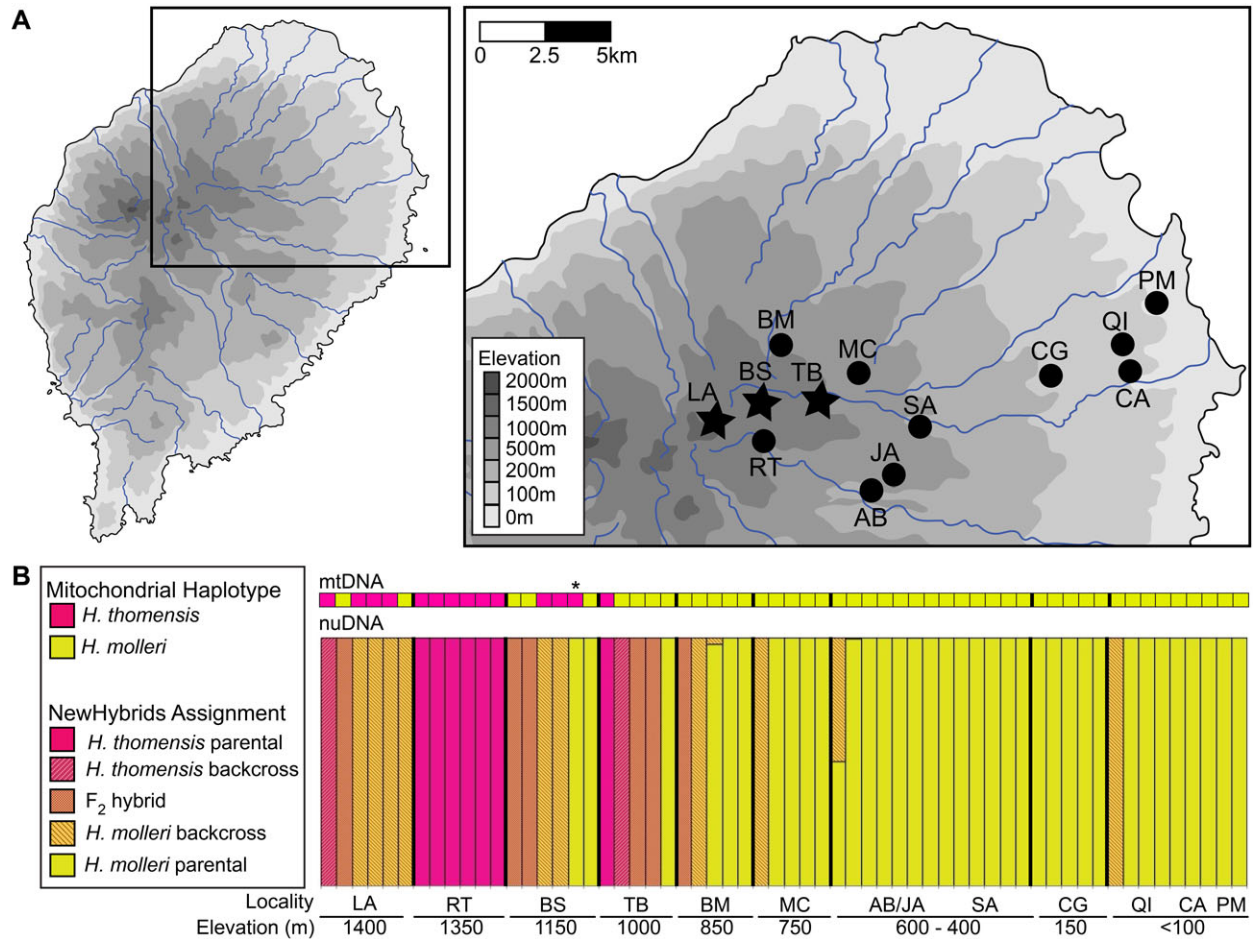 A
0 2.5 5km
PM
QI
BM
MC
CG
BS TB
CA
LA
SA
RT
JA
AB
Elevation
2000m
1500m
1000m
500m
200m
100m
0m
B
Mitochondrial Haplotype
H. thomensis
H. molleri
NewHybrids Assignment
H. thomensis parental
H. thomensis backcross
F2 hybrid
H. molleri backcross
H. molleri parental
mtDNA
*
nuDNA
Locality LA RT BS TB BM MC AB/JA SA CG QI CA PM
Elevation (m) 1400 1350 1150 1000 850 750 600 - 400 150 <100